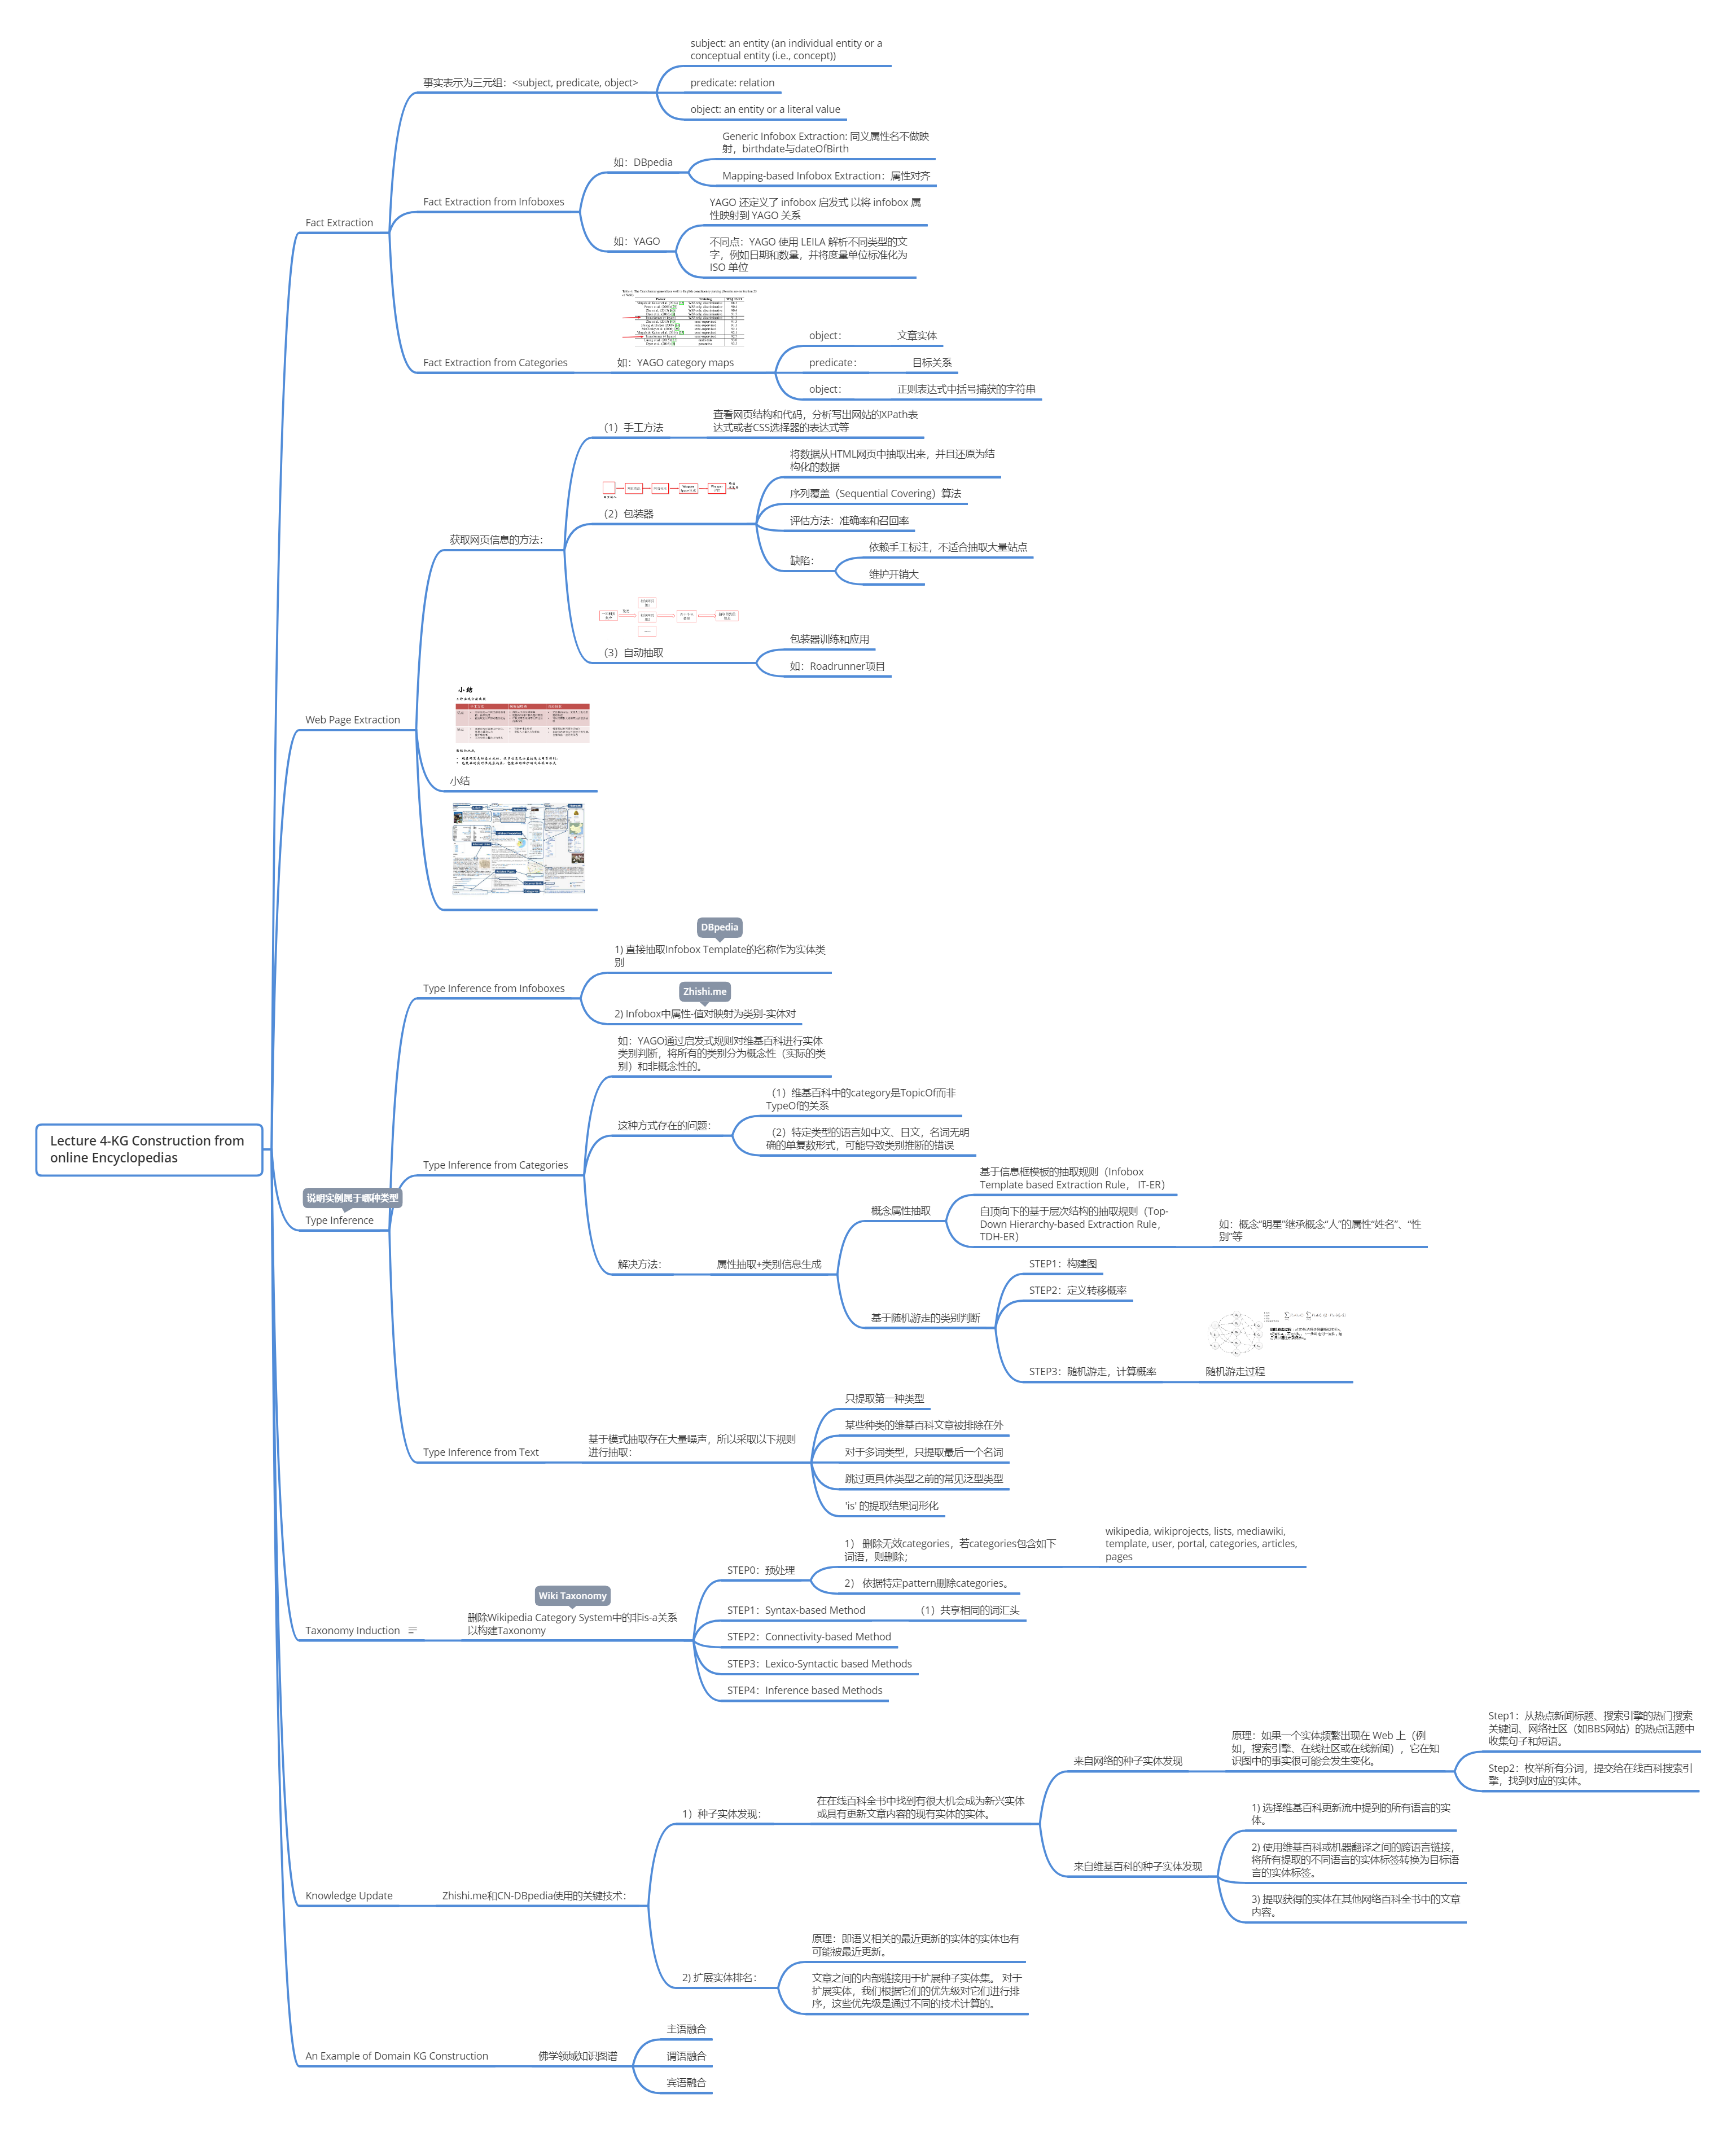 Lecture 4-KG Construction from
online Encyclopedias
Fact Extraction
事实表示为三元组：<subject, predicate, object>
subject: an entity (an individual entity or a
conceptual entity (i.e., concept))
predicate: relation
object: an entity or a literal value
Fact Extraction from Infoboxes
如：DBpedia
Generic Infobox Extraction: 同义属性名不做映
射，birthdate与dateOfBirth
Mapping-based Infobox Extraction：属性对齐
如：YAGO
YAGO 还定义了 infobox 启发式 以将 infobox 属
性映射到 YAGO 关系
不同点：YAGO 使用 LEILA 解析不同类型的文
字，例如日期和数量，并将度量单位标准化为
ISO 单位
Fact Extraction from Categories
如：YAGO category maps
object：
文章实体
predicate：
目标关系
object：
正则表达式中括号捕获的字符串
Web Page Extraction
获取网页信息的方法：
（1）手工方法
查看网页结构和代码，分析写出网站的XPath表
达式或者CSS选择器的表达式等
（2）包装器
将数据从HTML网页中抽取出来，并且还原为结
构化的数据
序列覆盖（Sequential Covering）算法
评估方法：准确率和召回率
缺陷：
依赖手工标注，不适合抽取大量站点
维护开销大
（3）自动抽取
包装器训练和应用
如：Roadrunner项目
小结
小结
Type Inference
说明实例属于哪种类型
Type Inference from Infoboxes
DBpedia
1) 直接抽取Infobox Template的名称作为实体类
别
Zhishi.me
2) Infobox中属性-值对映射为类别-实体对
Type Inference from Categories
如：YAGO通过启发式规则对维基百科进行实体
类别判断，将所有的类别分为概念性（实际的类
别）和非概念性的。
这种方式存在的问题：
（1）维基百科中的category是TopicOf而非
TypeOf的关系
（2）特定类型的语言如中文、日文，名词无明
确的单复数形式，可能导致类别推断的错误
解决方法：
属性抽取+类别信息生成
概念属性抽取
基于信息框模板的抽取规则（Infobox
Template based Extraction Rule， IT-ER）
自顶向下的基于层次结构的抽取规则（Top-
Down Hierarchy-based Extraction Rule，
TDH-ER）
如：概念“明星”继承概念“人”的属性“姓名”、“性
别”等
基于随机游走的类别判断
STEP1：构建图
STEP2：定义转移概率
STEP3：随机游走，计算概率
随机游走过程
Type Inference from Text
基于模式抽取存在大量噪声，所以采取以下规则
进行抽取：
只提取第一种类型
某些种类的维基百科文章被排除在外
对于多词类型，只提取最后一个名词
跳过更具体类型之前的常见泛型类型
'is' 的提取结果词形化
Taxonomy Induction
Wiki Taxonomy
删除Wikipedia Category System中的非is-a关系
以构建Taxonomy
STEP0：预处理
1） 删除无效categories，若categories包含如下
词语，则删除；
wikipedia, wikiprojects, lists, mediawiki,
template, user, portal, categories, articles,
pages
2） 依据特定pattern删除categories。
STEP1：Syntax-based Method
（1）共享相同的词汇头
STEP2：Connectivity-based Method
STEP3：Lexico-Syntactic based Methods
STEP4：Inference based Methods
Knowledge Update
Zhishi.me和CN-DBpedia使用的关键技术：
1）种子实体发现：
在在线百科全书中找到有很大机会成为新兴实体
或具有更新文章内容的现有实体的实体。
来自网络的种子实体发现
原理：如果一个实体频繁出现在 Web 上（例
如，搜索引擎、在线社区或在线新闻），它在知
识图中的事实很可能会发生变化。
Step1：从热点新闻标题、搜索引擎的热门搜索
关键词、网络社区（如BBS网站）的热点话题中
收集句子和短语。
Step2：枚举所有分词，提交给在线百科搜索引
擎，找到对应的实体。
来自维基百科的种子实体发现
1) 选择维基百科更新流中提到的所有语言的实
体。
2) 使用维基百科或机器翻译之间的跨语言链接，
将所有提取的不同语言的实体标签转换为目标语
言的实体标签。
3) 提取获得的实体在其他网络百科全书中的文章
内容。
2) 扩展实体排名：
原理：即语义相关的最近更新的实体的实体也有
可能被最近更新。
文章之间的内部链接用于扩展种子实体集。 对于
扩展实体，我们根据它们的优先级对它们进行排
序，这些优先级是通过不同的技术计算的。
An Example of Domain KG Construction
佛学领域知识图谱
主语融合
谓语融合
宾语融合